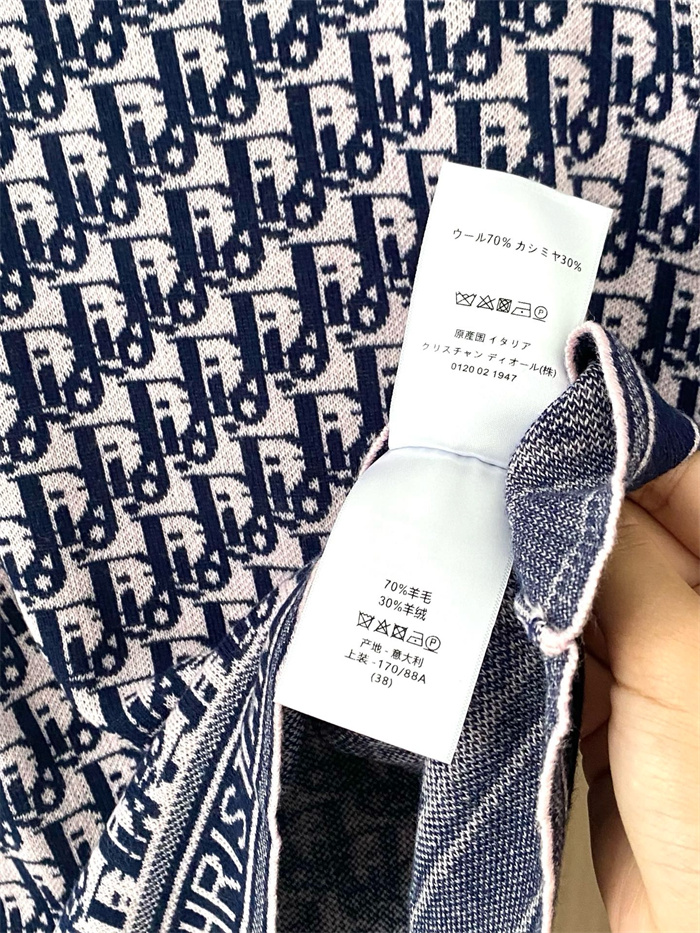 ウール70% カシミヤ30%
原産国 イタリア
クリスチャン ディオール(株)
0120 02 1947
70%羊毛
30%羊绒
产地 - 意大利
上装 -170/88A
(38)
Dior
HRIST